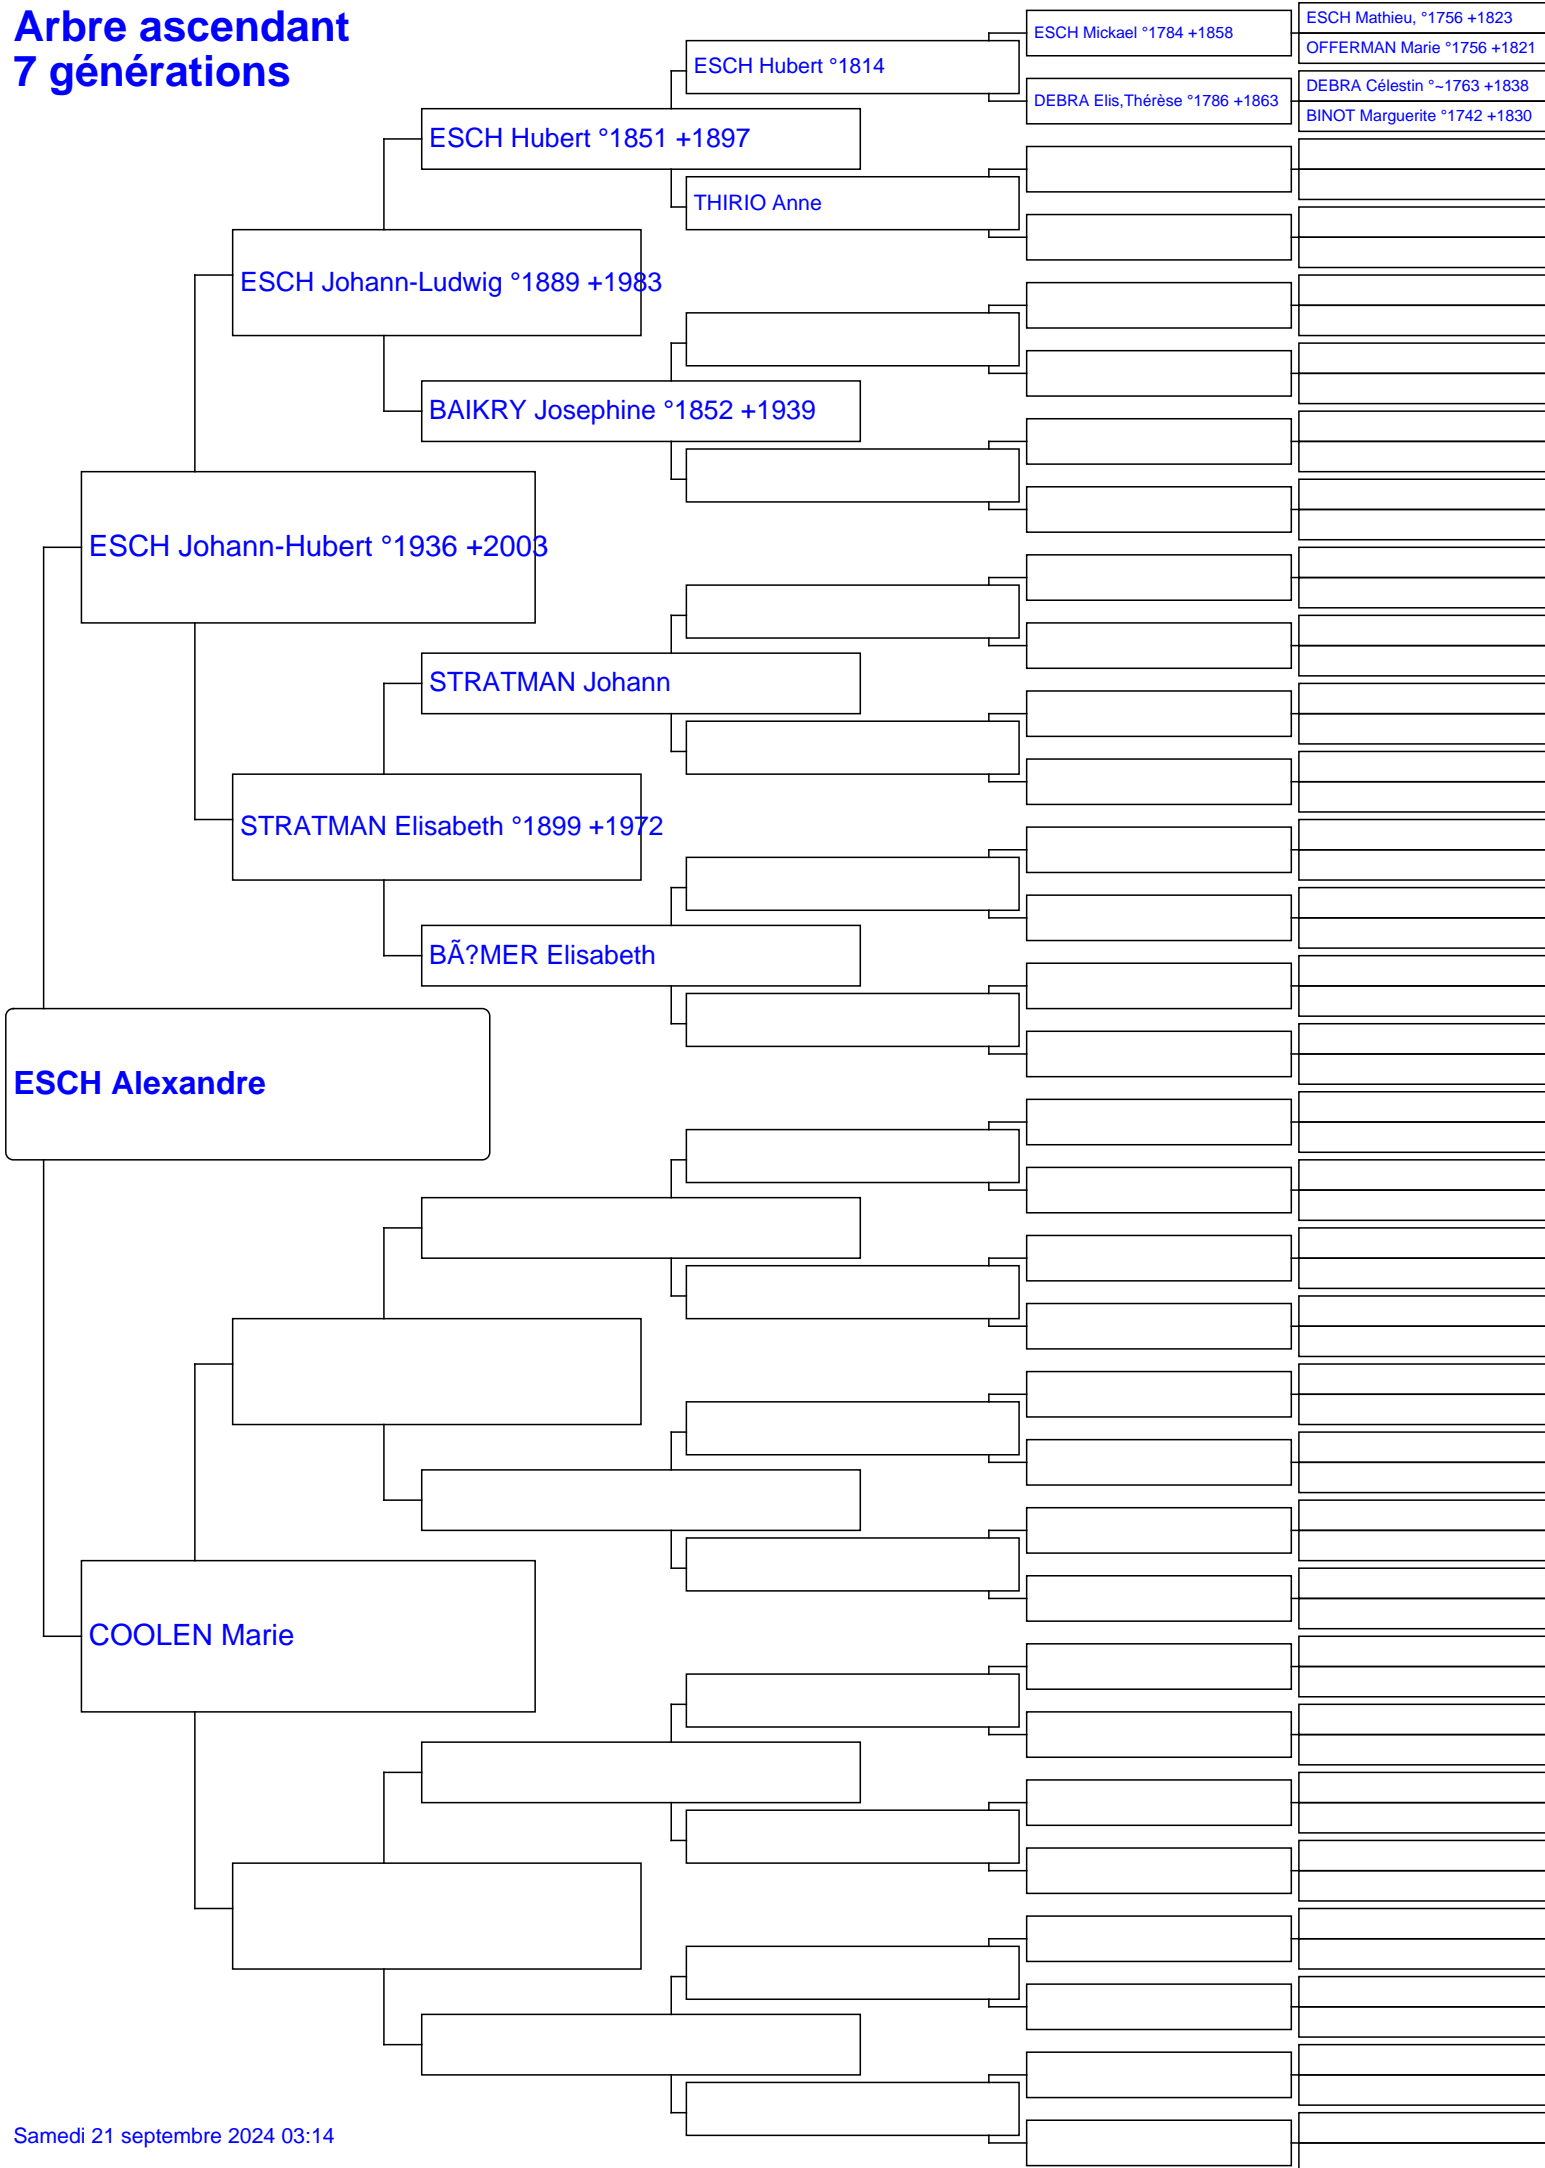 Arbre ascendant
7 générations
ESCH Mathieu, °1756 +1823
ESCH Mickael °1784 +1858
OFFERMAN Marie °1756 +1821
ESCH Hubert °1814
DEBRA Célestin °~1763 +1838
DEBRA Elis,Thérèse °1786 +1863
BINOT Marguerite °1742 +1830
ESCH Hubert °1851 +1897
THIRIO Anne
ESCH Johann-Ludwig °1889 +1983
BAIKRY Josephine °1852 +1939
ESCH Johann-Hubert °1936 +2003
STRATMAN Johann
STRATMAN Elisabeth °1899 +1972
BÃ?MER Elisabeth
ESCH Alexandre
COOLEN Marie
Samedi 21 septembre 2024 03:14